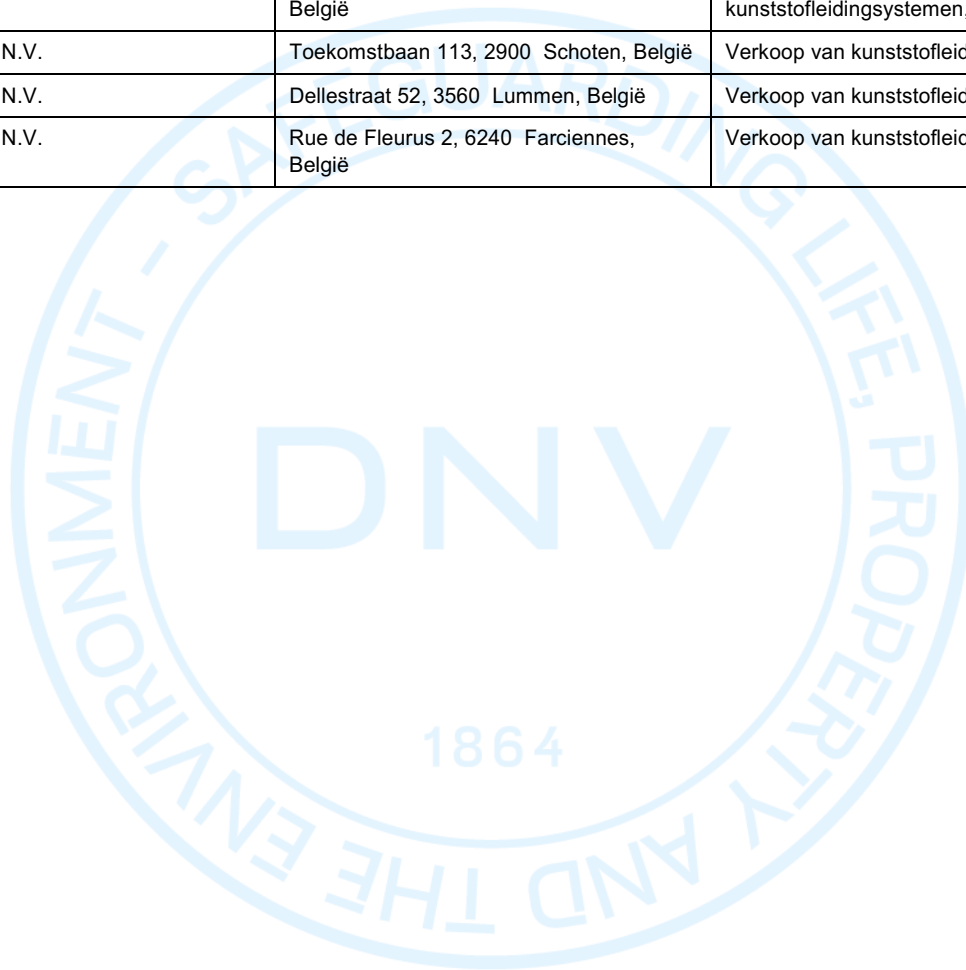 België kunststofleidingsystemen,
N.V. Toekomstbaan 113, 2900 Schoten, België Verkoop van kunststofleid
N.V. Dellestraat 52, 3560 Lummen, België Verkoop van kunststofleid
N.V. Rue de Fleurus 2, 6240 Farciennes, Verkoop van kunststofleid
België
SAFEGUARDING LIFE, PROPERTY AND THE ENVIRONMENT -
DNV
1864